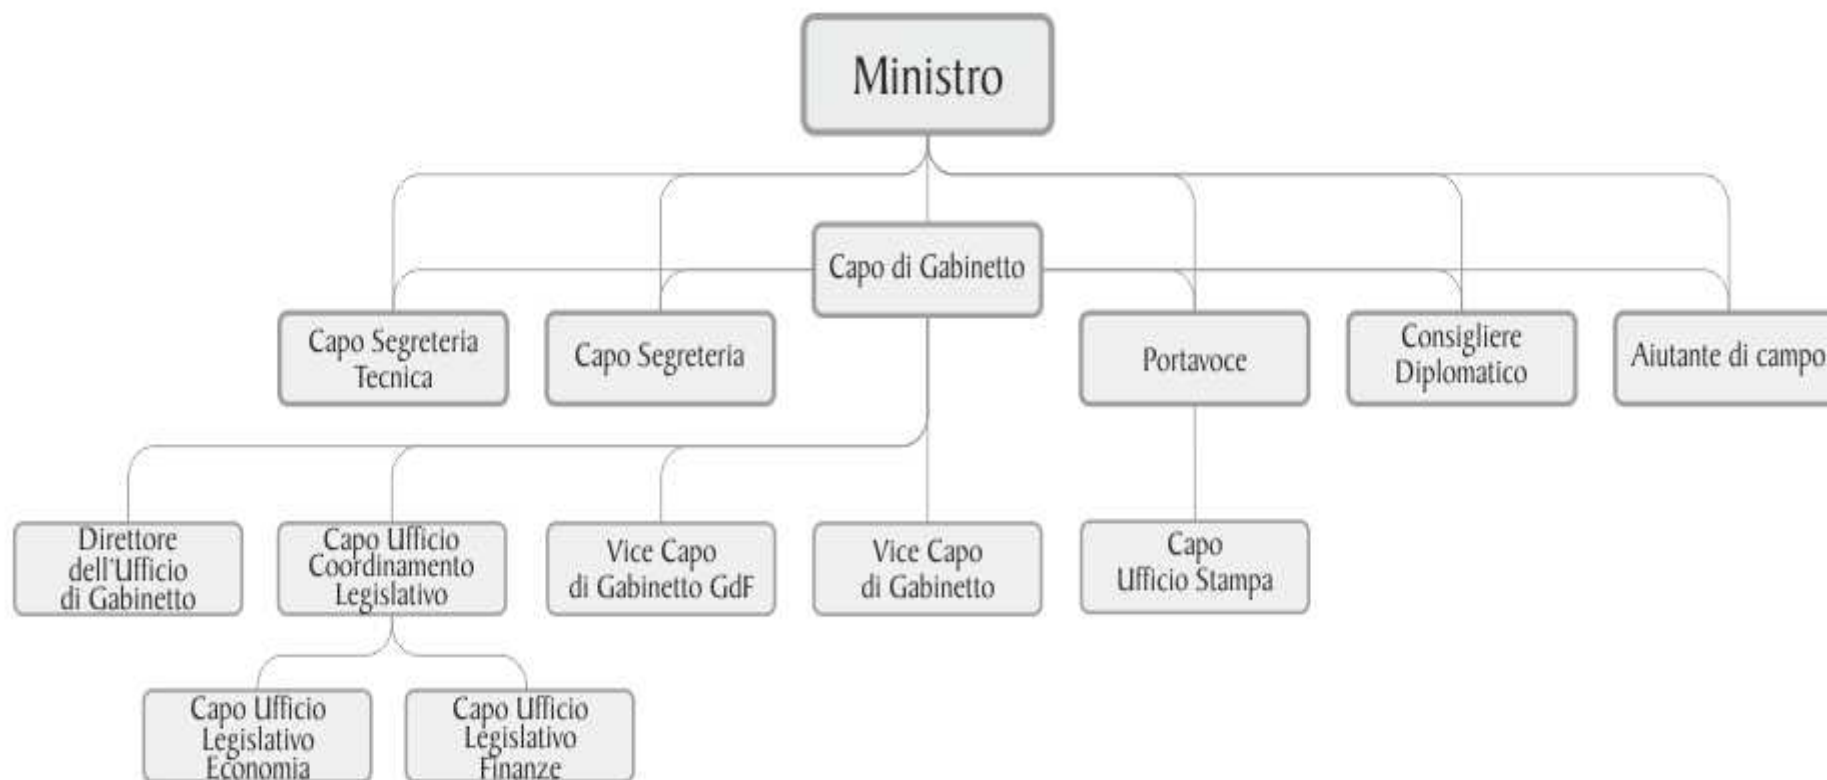 Ministro
Capo di Gabinetto
Capo Segreteria
Tecnica
Capo Segreteria
Portavoce
Consigliere
Diplomatico
Aiutante di campo
Direttore
dell'Ufficio
di Gabinetto
Capo Ufficio
Coordinamento
Legislativo
Vice Capo
di Gabinetto GdF
Vice Capo
di Gabinetto
Capo
Ufficio Stampa
Capo Ufficio
Legislativo
Economia
Capo Ufficio
Legislativo
Finanze